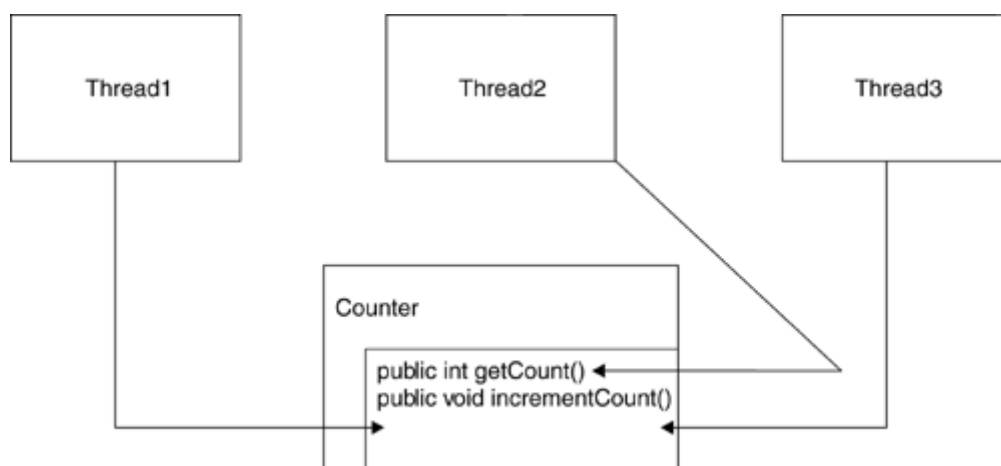 Thread1
Thread2
Thread3
Counter
public int getCount()
public void incrementCount()